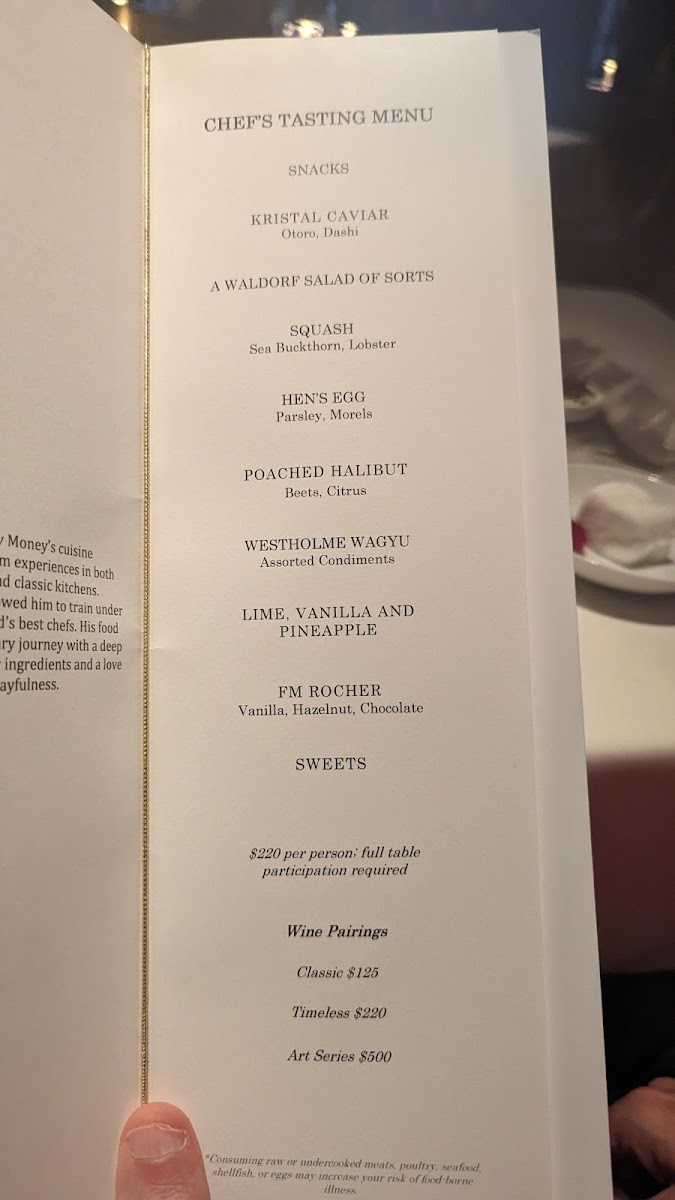 Money's cuisine
experiences in both
classic kitchens.
him to train under
best chefs. His food
journey with a deep
ingredients and a love
CHEF'S TASTING MENU
SNACKS
KRISTAL CAVIAR
Otoro, Dashi
A WALDORF SALAD OF SORTS
SQUASH
Sea Buckthorn, Lobster
HEN'S EGG
Parsley, Morels
POACHED HALIBUT
Beets, Citrus
WESTHOLME WAGYU
Assorted Condiments
LIME, VANILLA AND
PINEAPPLE
FM ROCHER
Vanilla, Hazelnut, Chocolate
SWEETS
$220 per person; full table
participation required
Wine Pairings
Classic $125
Timeless $220
Art Series $500
*Consuming raw or undercooked meats, poultry, seafood,
shellfish, or eggs may increase your risk of food-borne
illness.